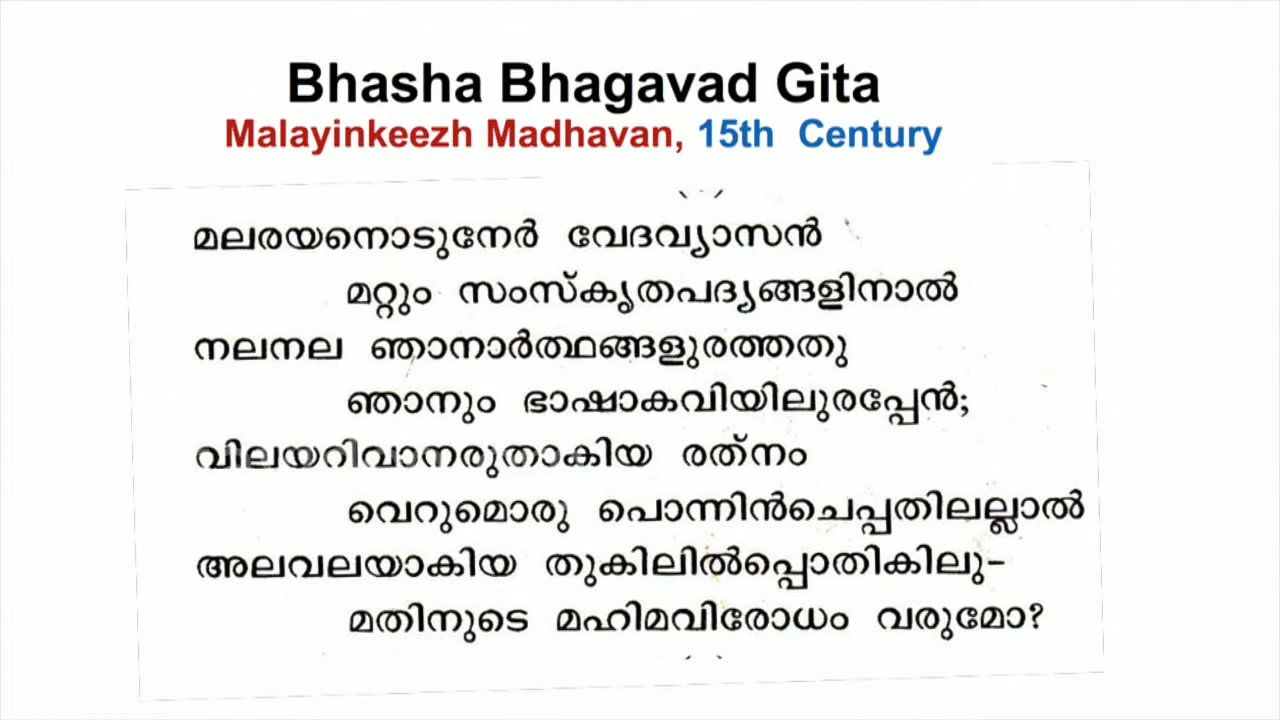 Bhasha Bhagavad Gita
Malayinkeezh Madhavan, 15th Century
മലരയനൊടുനേർ വേദവ്യാസൻ
മറ്റും സംസ്കൃതപദ്യങ്ങളിനാൽ
നലനല ഞാനാർത്ഥങ്ങളുരത്തതു
ഞാനും ഭാഷാകവിയിലുരപ്പേൻ;
വിലയറിവാനരുതാകിയ രത്നം
വെറുമൊരു പൊന്നിൻചെപ്പതിലല്ലാൽ
അലവലയാകിയ തുകിലിൽപ്പൊതികിലു–
മതിനുടെ മഹിമവിരോധം വരുമോ?